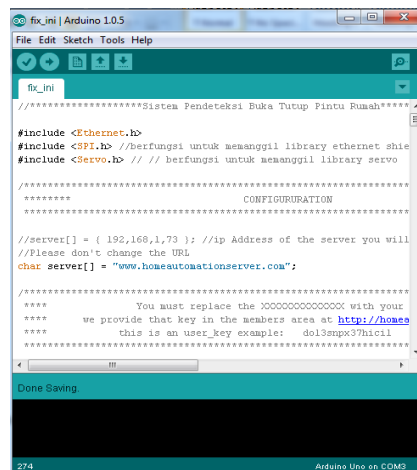 fix_ini | Arduino 1.0.5
File Edit Sketch Tools Help
fix_ini
//*******************Sistem Pendeteksi Buka Tutup Pintu Rumah*****
#include <Ethernet.h>
#include <SPI.h> //berfungsi untuk memanggil library ethernet shie
#include <Servo.h> // // berfungsi untuk memanggil library servo
/*******************************************************
******** CONFIGURURATION
*******************************************************
//server[] = { 192,168,1,73 }; //ip Address of the server you will
//Please don't change the URL
char server[] = "www.homeautomationserver.com";
/*******************************************************
**** You must replace the XXXXXXXXXXXXXX with your
**** we provide that key in the members area at http://homea
**** this is an user_key example: dol3smpx37hicil
*******************************************************
Done Saving.
274 Arduino Uno on COM3